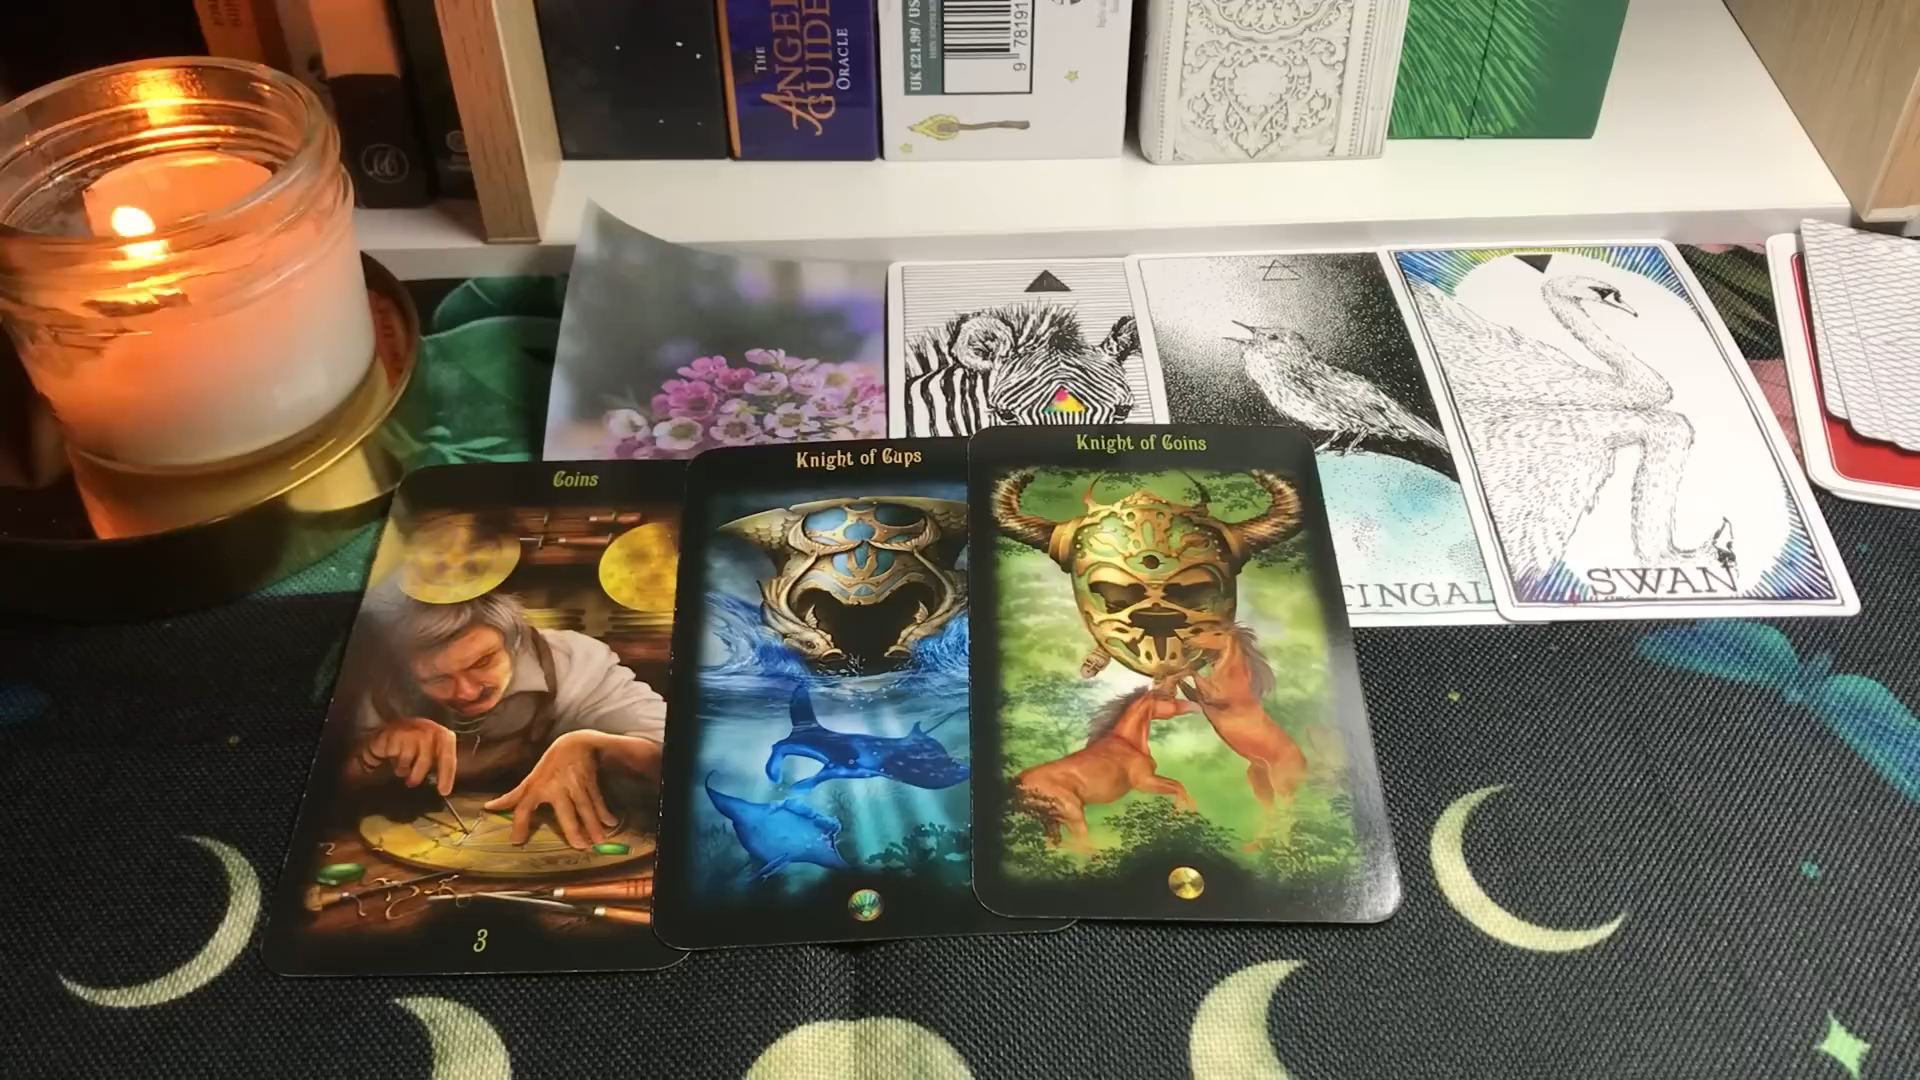 THE
ANGEL
GUIDE
ORACLE
UK £21.99 / US
9 78191
Coins
3
Knight of Cups
Knight of Coins
TINGAL
SWAN